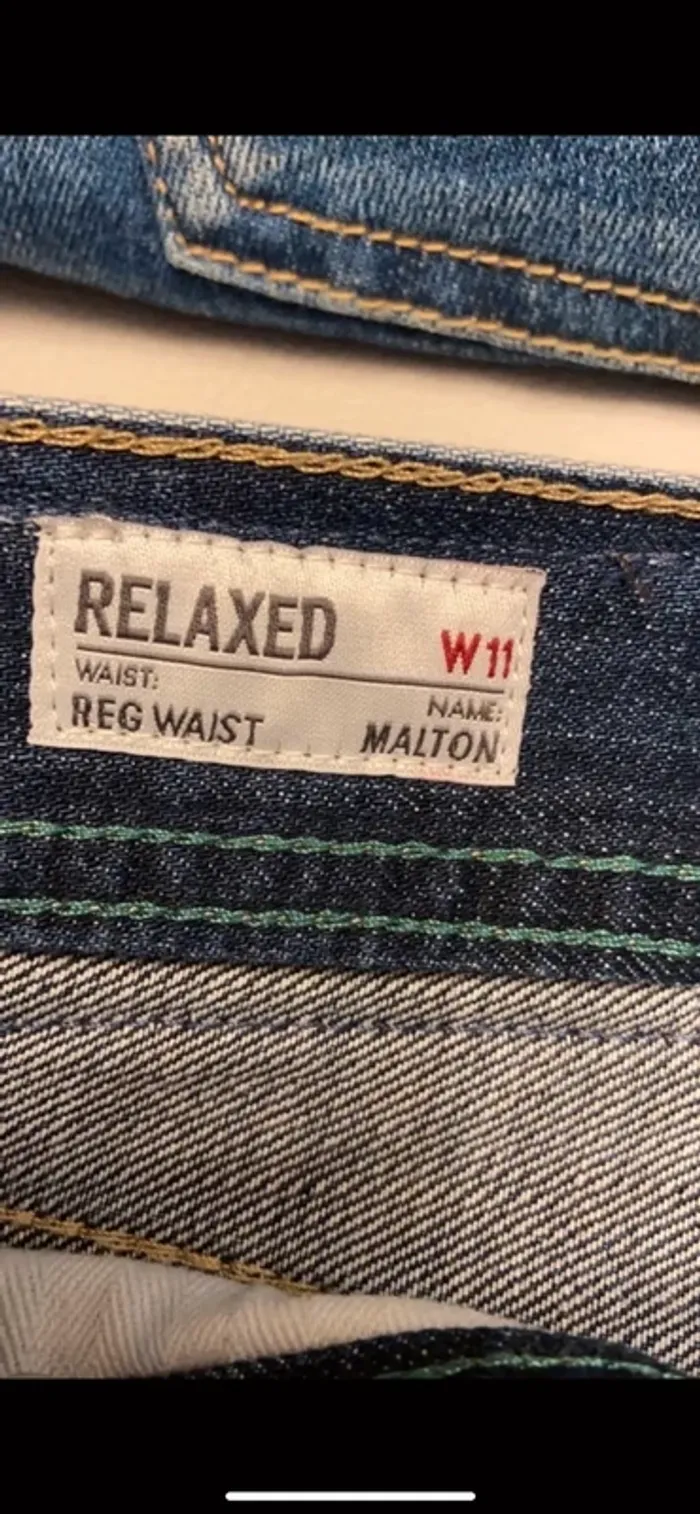 RELAXED
W11
WAIST:
REG WAIST
NAME:
MALTON